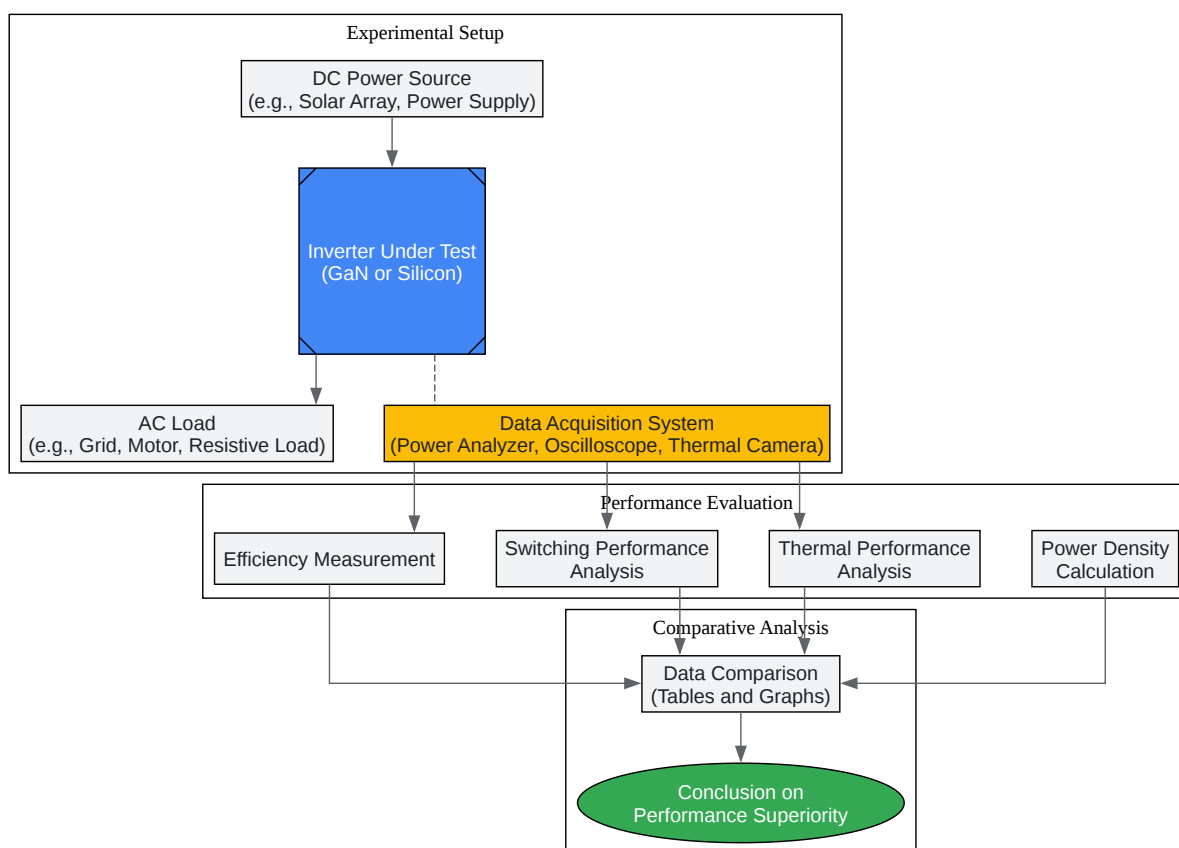 Experimental Setup
DC Power Source
(e.g., Solar Array, Power Supply)
Inverter Under Test
(GaN or Silicon)
AC Load
(e.g., Grid, Motor, Resistive Load)
Data Acquisition System
(Power Analyzer, Oscilloscope, Thermal Camera)
Performance Evaluation
Efficiency Measurement
Switching Performance
Analysis
Thermal Performance
Analysis
Power Density
Calculation
Comparative Analysis
Data Comparison
(Tables and Graphs)
Conclusion on
Performance Superiority